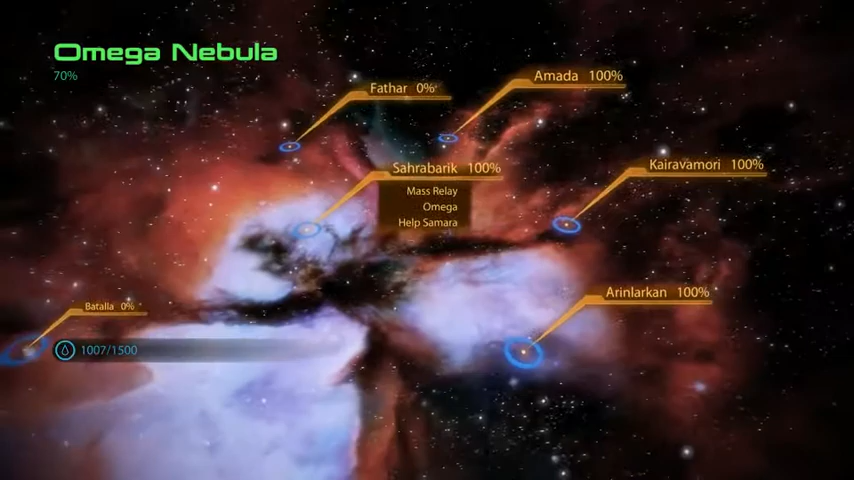 Omega Nebula
70%
Fathar 0%
Amada 100%
Sahrabarik 100%
Mass Relay
Omega
Help Samara
Kairavamori 100%
Arinlarkan 100%
Batalla 0% *
1007/1500